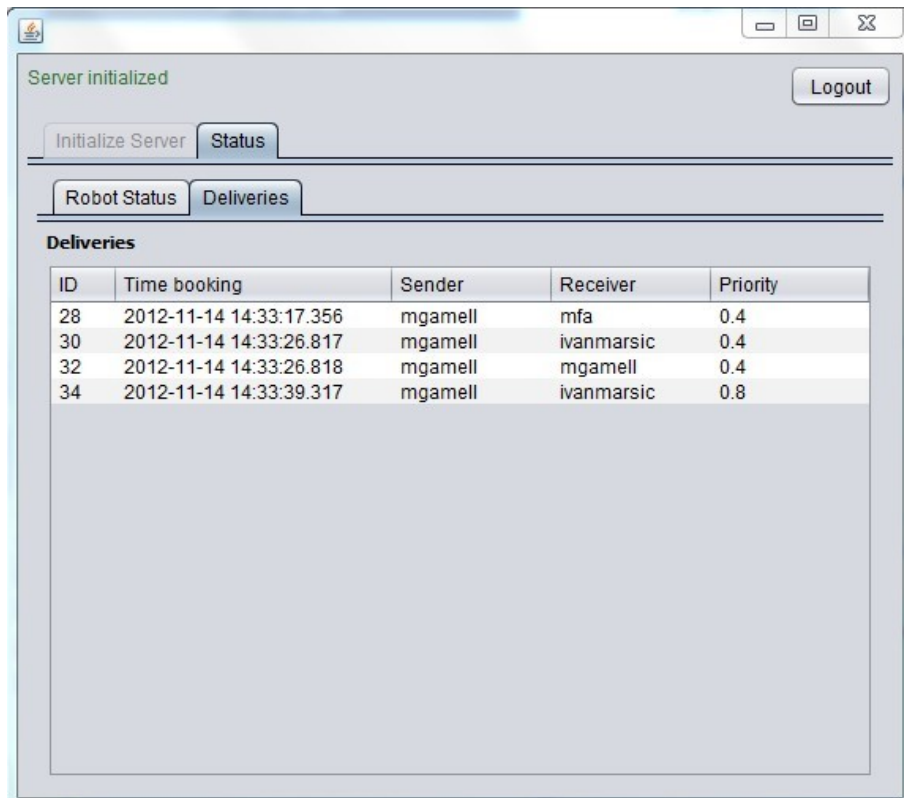 Server initialized
Logout
Initialize Server Status
Robot Status Deliveries
Deliveries
ID Time booking Sender Receiver Priority
28 2012-11-14 14:33:17.356 mgamell mfa 0.4
30 2012-11-14 14:33:26.817 mgamell ivanmarsic 0.4
32 2012-11-14 14:33:26.818 mgamell mgamell 0.4
34 2012-11-14 14:33:39.317 mgamell ivanmarsic 0.8